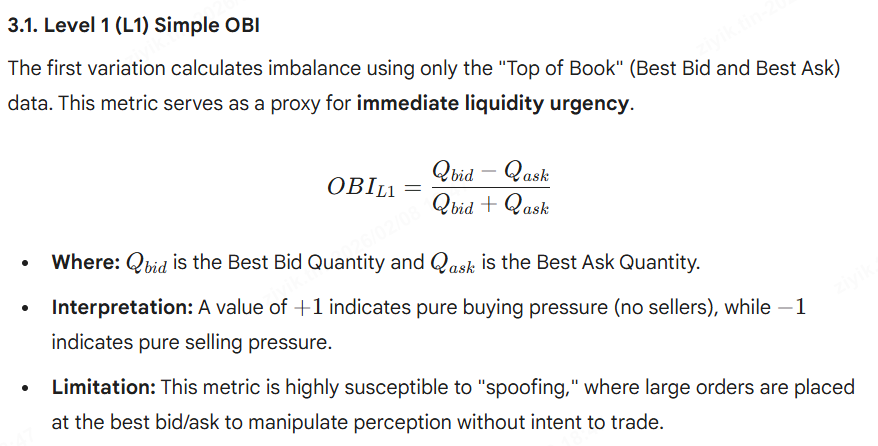 3.1. Level 1 (L1) Simple OBI
The first variation calculates imbalance using only the "Top of Book" (Best Bid and Best Ask)
data. This metric serves as a proxy for immediate liquidity urgency.
OBI_{L1} = \frac{Q_{bid} - Q_{ask}}{Q_{bid} + Q_{ask}}
• Where: Q_{bid} is the Best Bid Quantity and Q_{ask} is the Best Ask Quantity.
• Interpretation: A value of +1 indicates pure buying pressure (no sellers), while −1
indicates pure selling pressure.
• Limitation: This metric is highly susceptible to "spoofing," where large orders are placed
at the best bid/ask to manipulate perception without intent to trade.